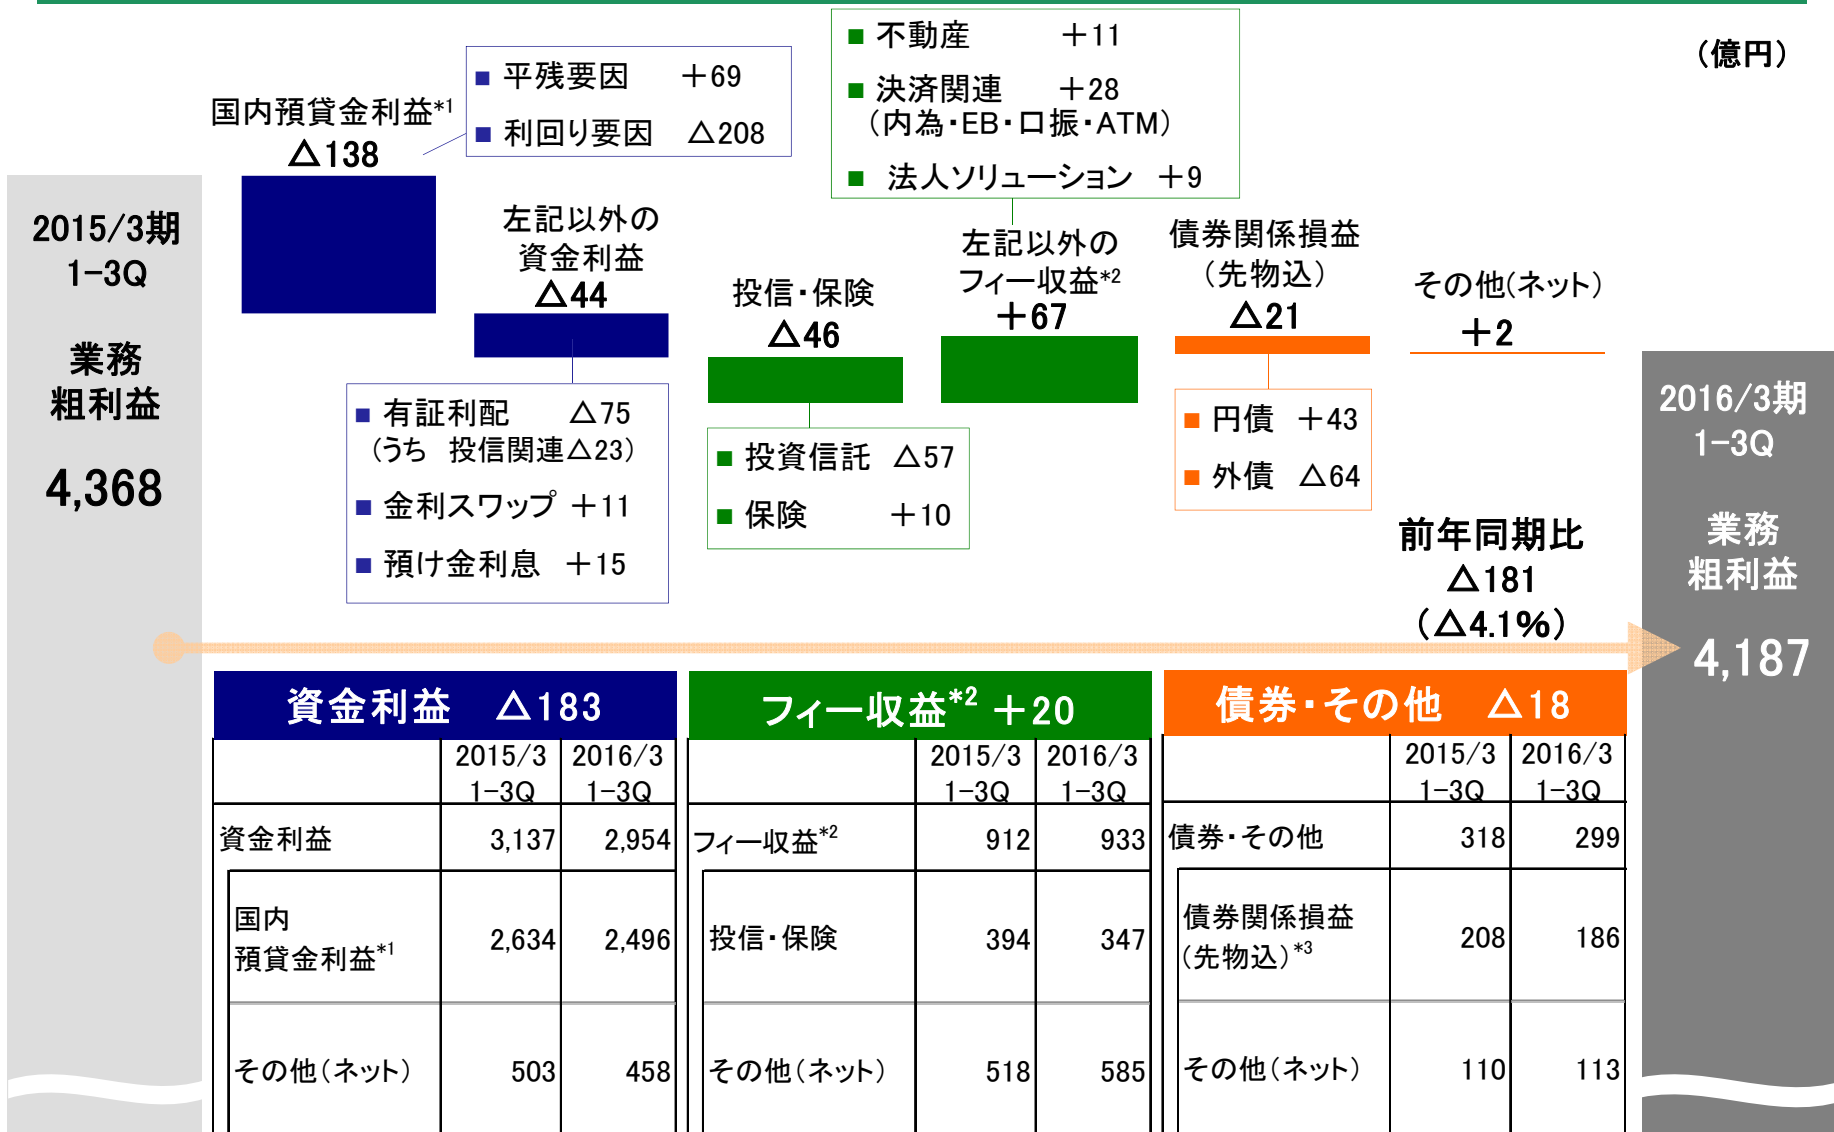 (億円)
2015/3期
1-3Q
業務
粗利益
4,368
国内預貸金利益*1
△138
■ 平残要因 +69
■ 利回り要因 △208
左記以外の
資金利益
△44
■ 有証利配 △75
(うち 投信関連△23)
■ 金利スワップ +11
■ 預け金利息 +15
投信・保険
△46
■ 投資信託 △57
■ 保険 +10
■ 不動産 +11
■ 決済関連 +28
(内為・EB・口振・ATM)
■ 法人ソリューション +9
左記以外の
フィー収益*2
+67
債券関係損益
(先物込)
△21
■ 円債 +43
■ 外債 △64
その他(ネット)
+2
前年同期比
△181
(△4.1%)
2016/3期
1-3Q
業務
粗利益
4,187
資金利益 △183
2015/3 2016/3
1-3Q 1-3Q
資金利益 3,137 2,954
国内
預貸金利益*1 2,634 2,496
その他(ネット) 503 458
フィー収益*2 +20
2015/3 2016/3
1-3Q 1-3Q
フィー収益*2 912 933
投信・保険 394 347
その他(ネット) 518 585
債券・その他 △18
2015/3 2016/3
1-3Q 1-3Q
債券・その他 318 299
債券関係損益
(先物込)*3 208 186
その他(ネット) 110 113